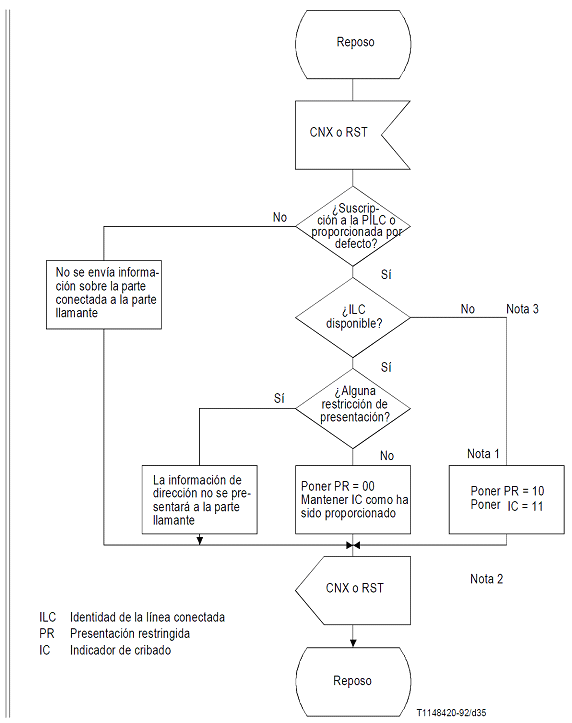 Reposo
CNX o RST
¿Suscrip-
ción a la PILC o
proporcionada por
defecto?
No
Sí
No se envía informa-
ción sobre la parte
conectada a la parte
llamante
¿ILC
disponible?
No
Nota 3
Sí
¿Alguna
restricción de
presentación?
Sí
No
Nota 1
La información de
dirección no se pre-
sentará a la parte
llamante
Poner PR = 00
Mantener IC como ha
sido proporcionado
Poner PR = 10
Poner IC = 11
CNX o RST
Nota 2
ILC Identidad de la línea conectada
PR Presentación restringida
IC Indicador de cribado
Reposo
T1148420-92/d35